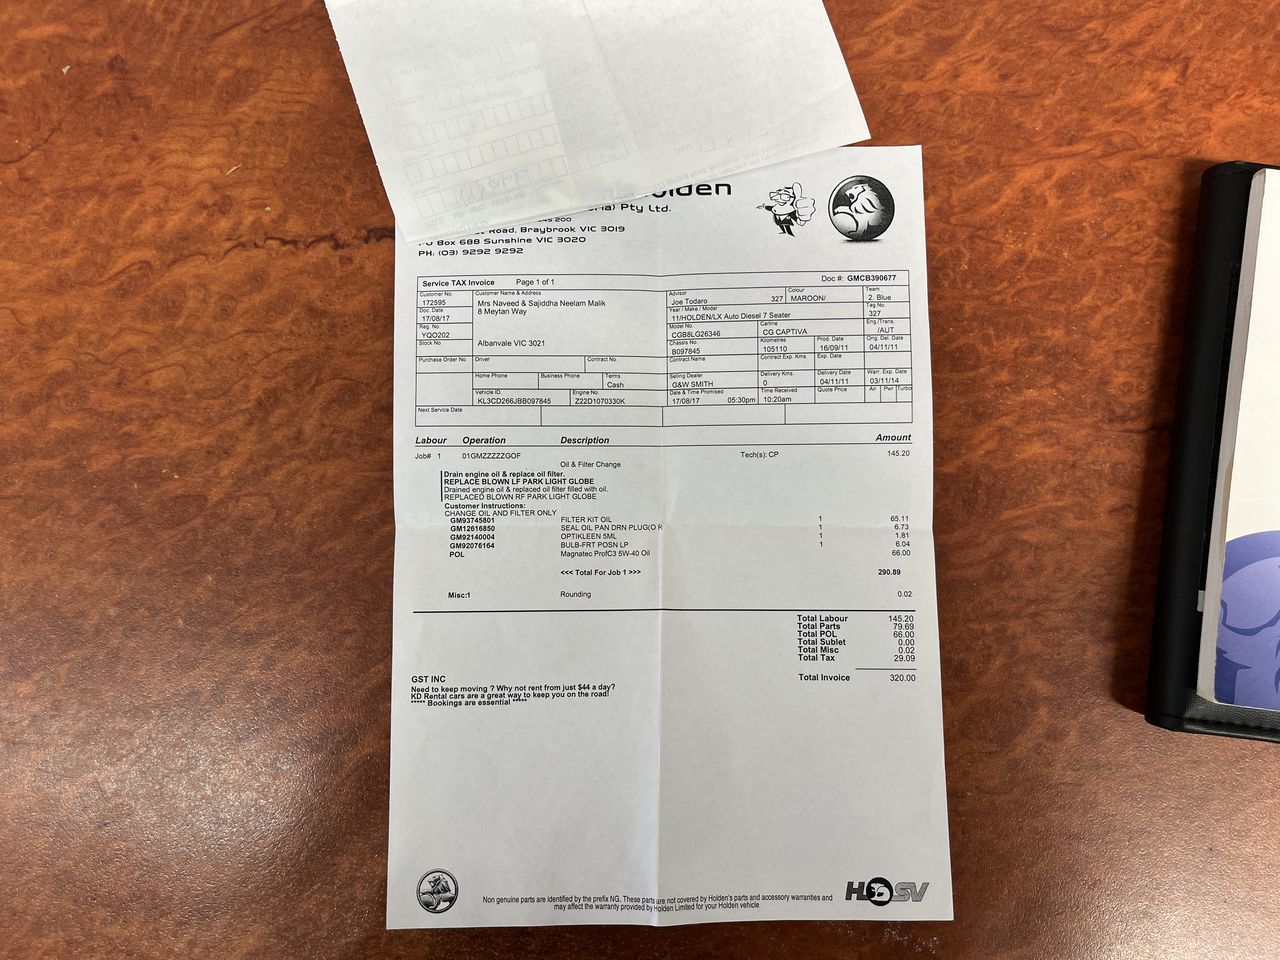 olden
Pty Ltd.
Road, Braybrook VIC 3019
PO Box 688 Sunshine VIC 3020
PH: (03) 9292 9292
Service TAX Invoice Page 1 of 1 Doc #: GMCB390677
Customer No. 172595
Customer Name & Address
Mrs Naveed & Sajiddha Neelam Malik
8 Meytan Way
Albanvale VIC 3021
Doc. Date 17/08/17
Reg. No. YQO202
Stock No.
Advisor Joe Todaro 327
Colour MAROON/
Team 2. Blue
Year / Make / Model
11/HOLDEN/LX Auto Diesel 7 Seater
Tag No. 327
Model No. CGB8LG26346
Carline CG CAPTIVA
Eng./Trans. /AUT
Chassis No. B097845
Kilometres 105110
Prod. Date 16/09/11
Orig. Del. Date 04/11/11
Purchase Order No. Driver Contract No.
Contract Name Contract Exp. Kms Exp. Date
Home Phone Business Phone Terms Cash
Selling Dealer G&W SMITH
Delivery Kms. 0
Delivery Date 04/11/11
Warr. Exp. Date 03/11/14
Vehicle ID. KL3CD266JBB097845
Engine No. Z22D1070330K
Date & Time Promised 17/08/17 05:30pm
Time Received 10:20am
Quote Price
Air Pwr Turbo
Next Service Date
Labour Operation Description Amount
Job# 1 01GMZZZZZGOF Tech(s): CP 145.20
Oil & Filter Change
Drain engine oil & replace oil filter.
REPLACE BLOWN LF PARK LIGHT GLOBE
Drained engine oil & replaced oil filter filled with oil.
REPLACED BLOWN RF PARK LIGHT GLOBE
Customer Instructions:
CHANGE OIL AND FILTER ONLY
GM93745801 FILTER KIT OIL 1 65.11
GM12616850 SEAL OIL PAN DRN PLUG(O R 1 6.73
GM92140004 OPTIKLEEN 5ML 1 1.81
GM92076164 BULB-FRT POSN LP 1 6.04
POL Magnatec ProfC3 5W-40 Oil 66.00
<<< Total For Job 1 >>> 290.89
Misc:1 Rounding 0.02
Total Labour 145.20
Total Parts 79.69
Total POL 66.00
Total Sublet 0.00
Total Misc 0.02
Total Tax 29.09
Total Invoice 320.00
GST INC
Need to keep moving ? Why not rent from just $44 a day?
KD Rental cars are a great way to keep you on the road!
***** Bookings are essential *****
Non genuine parts are identified by the prefix NG. These parts are not covered by Holden's parts and accessory warranties and
may affect the warranty provided by Holden Limited for your Holden vehicle
HSV